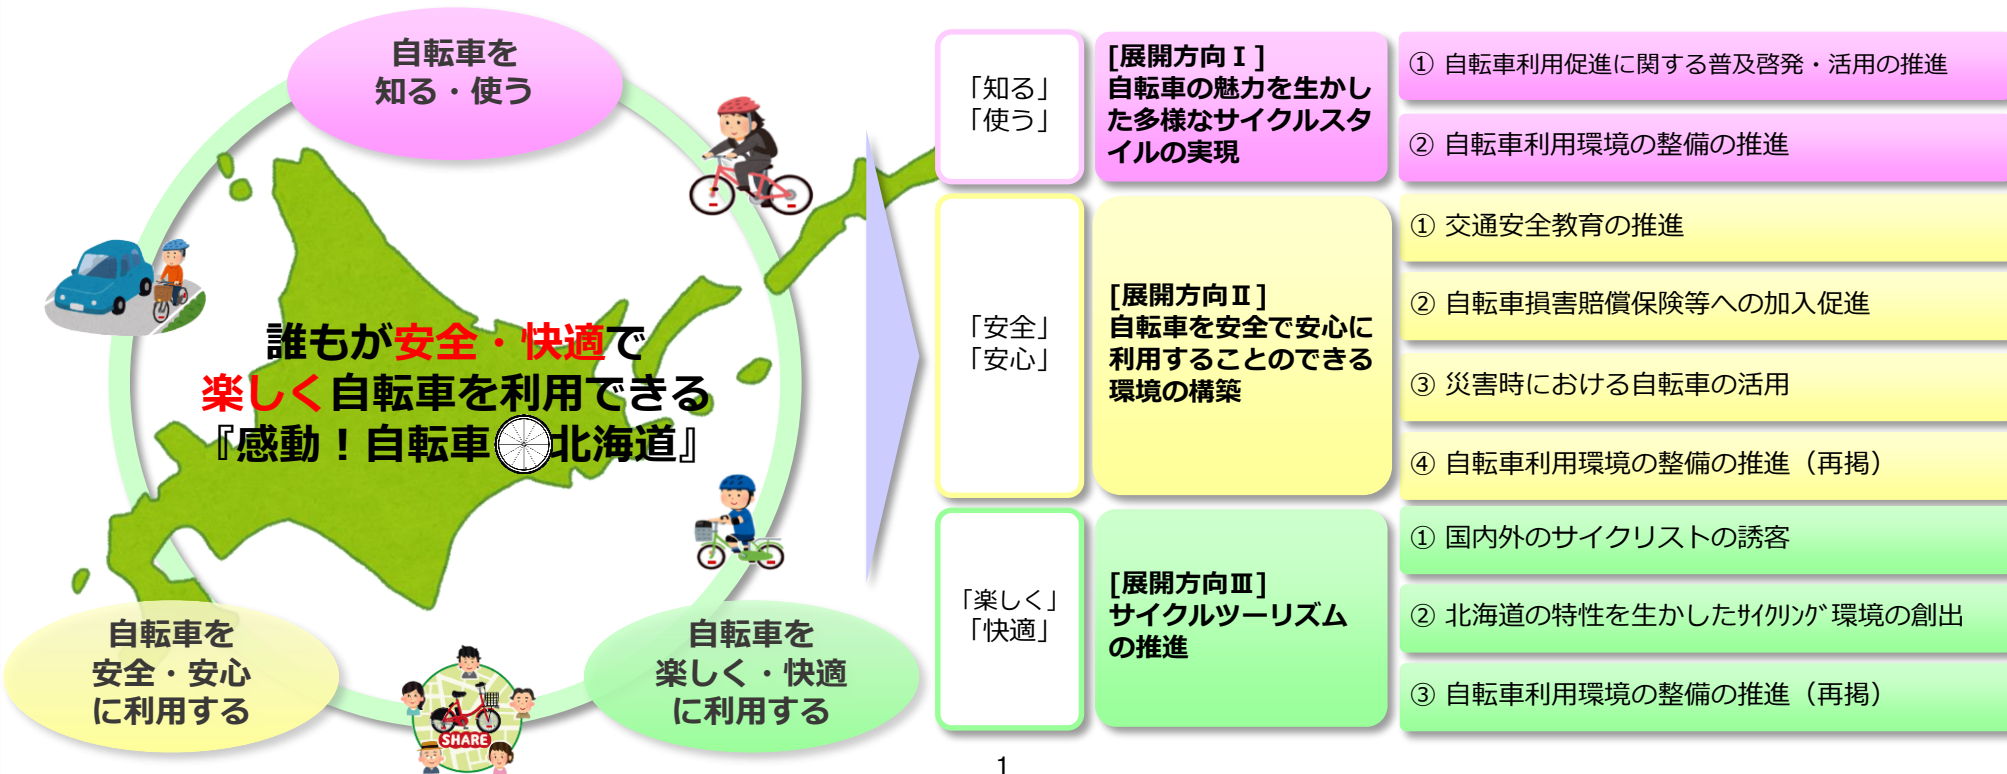 自転車を
知る・使う
誰もが安全・快適で
楽しく自転車を利用できる
『感動！自転車 北海道』
自転車を
安全・安心
に利用する
SHARE
自転車を
楽しく・快適
に利用する
「知る」
「使う」
[展開方向Ⅰ]
自転車の魅力を生かし
た多様なサイクルスタ
イルの実現
① 自転車利用促進に関する普及啓発・活用の推進
② 自転車利用環境の整備の推進
「安全」
「安心」
[展開方向Ⅱ]
自転車を安全で安心に
利用することのできる
環境の構築
① 交通安全教育の推進
② 自転車損害賠償保険等への加入促進
③ 災害時における自転車の活用
④ 自転車利用環境の整備の推進（再掲）
「楽しく」
「快適」
[展開方向Ⅲ]
サイクルツーリズム
の推進
① 国内外のサイクリストの誘客
② 北海道の特性を生かしたｻｲｸﾘﾝｸﾞ環境の創出
③ 自転車利用環境の整備の推進（再掲）
1